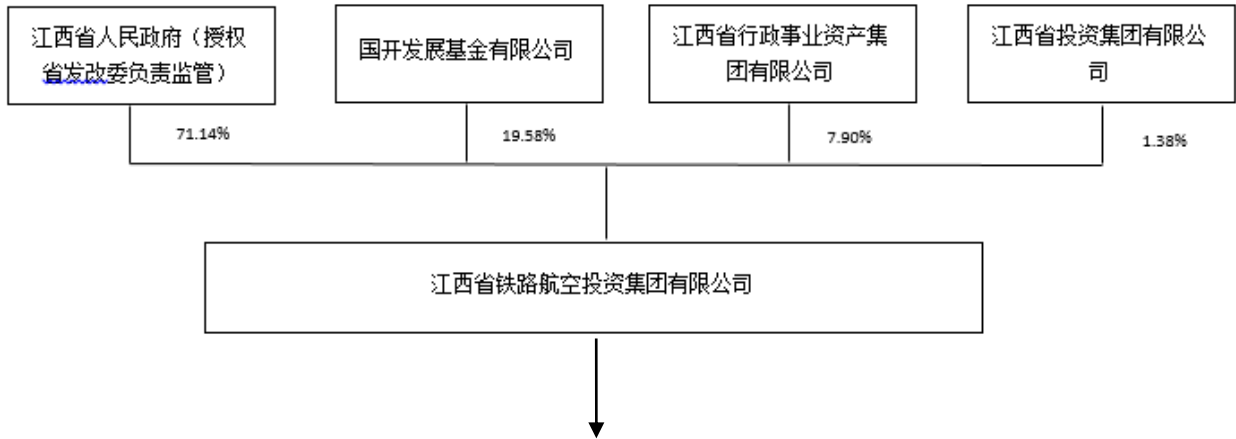 江西省人民政府（授权
省发改委负责监管）
国开发展基金有限公司
江西省行政事业资产集
团有限公司
江西省投资集团有限公
司
71.14%
19.58%
7.90%
1.38%
江西省铁路航空投资集团有限公司